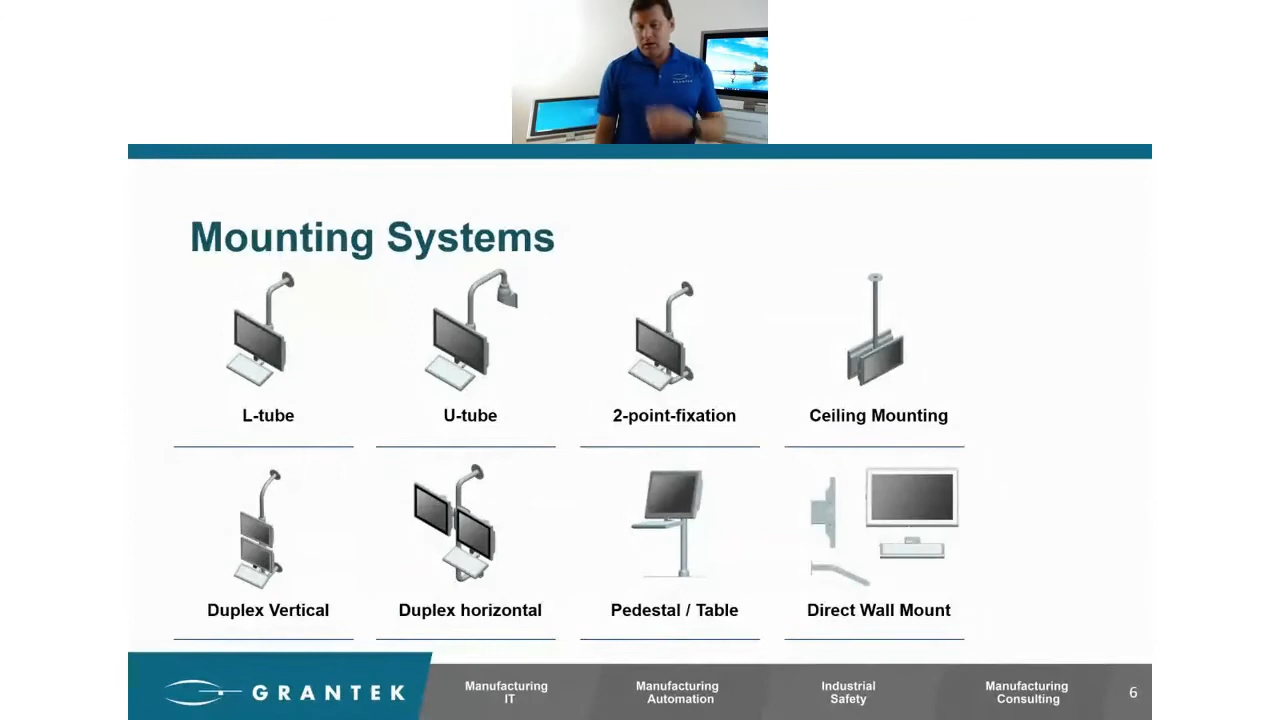 GRANTEK
Mounting Systems
L-tube
U-tube
2-point-fixation
Ceiling Mounting
Duplex Vertical
Duplex horizontal
Pedestal / Table
Direct Wall Mount
GRANTEK
Manufacturing
IT
Manufacturing
Automation
Industrial
Safety
Manufacturing
Consulting
6